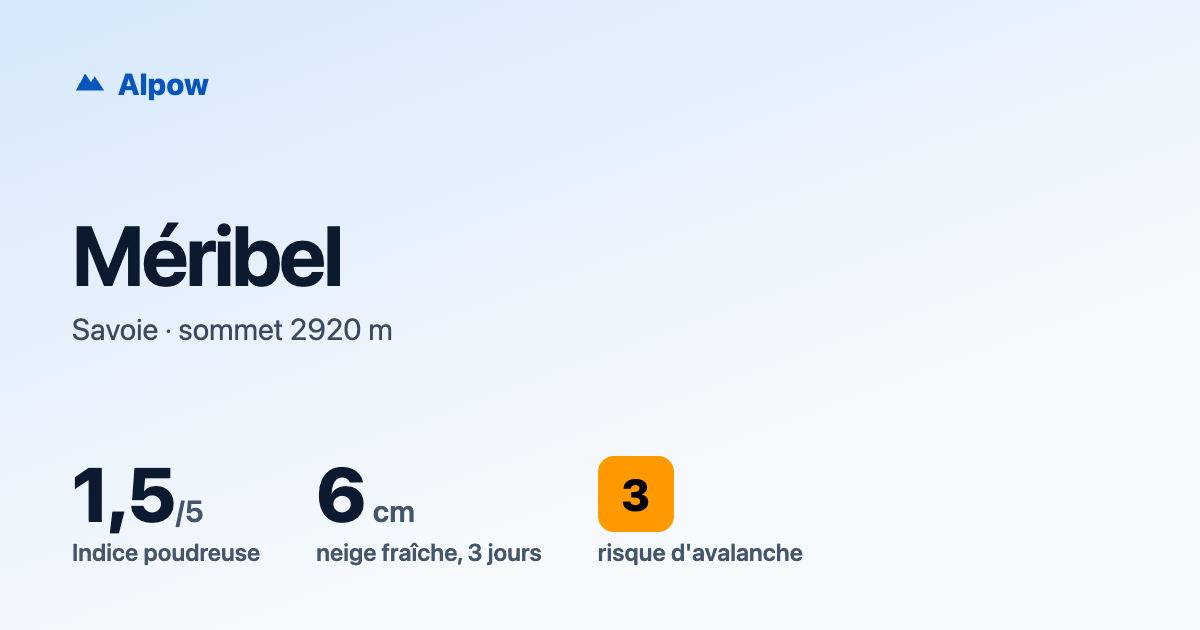 Alpow
Méribel
Savoie · sommet 2920 m
1,5/5
Indice poudreuse
6 cm
neige fraîche, 3 jours
3
risque d'avalanche